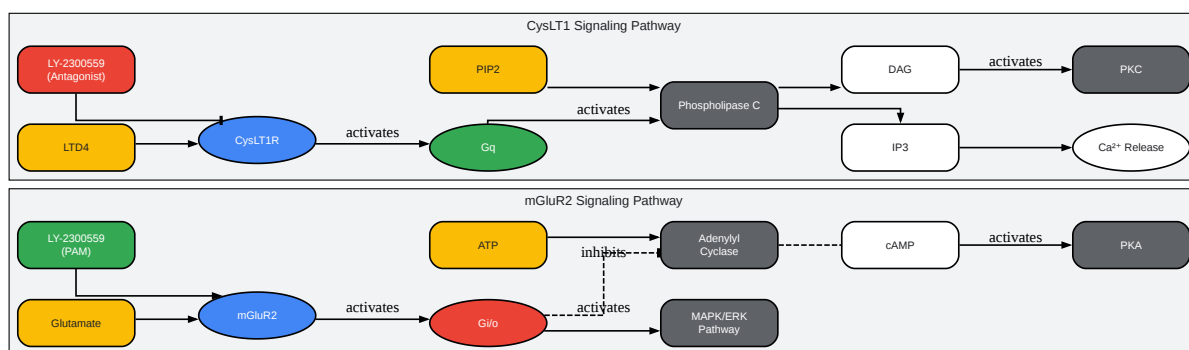 CysLT1 Signaling Pathway
LY-2300559
(Antagonist)
PIP2
DAG
activates
PKC
Phospholipase C
activates
LTD4
CysLT1R
activates
Gq
IP3
Ca²⁺ Release
mGluR2 Signaling Pathway
LY-2300559
(PAM)
ATP
inhibits
Adenylyl
Cyclase
cAMP
activates
PKA
Glutamate
mGluR2
activates
Gi/o
activates
MAPK/ERK
Pathway